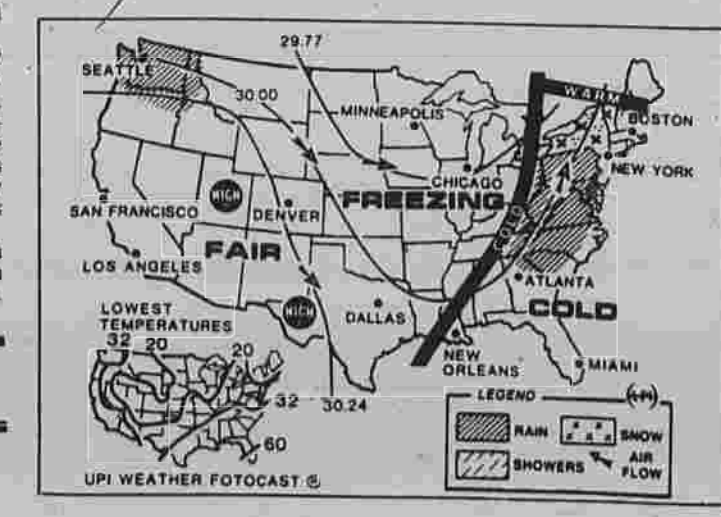 29.77
SEATTLE
30.00
WARM
MINNEAPOLIS
BOSTON
NEW YORK
CHICAGO
HIGH
FREEZING
SAN FRANCISCO
DENVER
COLD
FAIR
LOS ANGELES
ATLANTA
HIGH
COLD
LOWEST
TEMPERATURES
DALLAS
32 20
20
NEW
ORLEANS
MIAMI
32
30.24
60
LEGEND
UPI
RAIN
SNOW
SHOWERS
AIR
FLOW
UPI WEATHER FOTOCAST ®